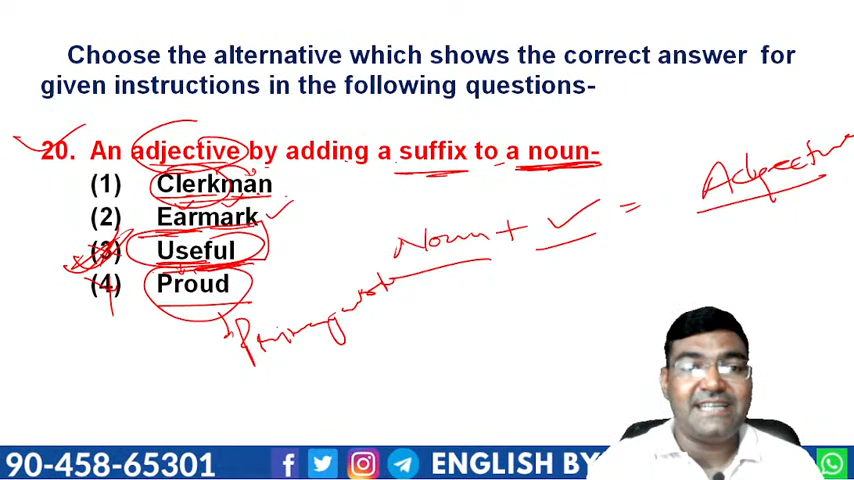 Choose the alternative which shows the correct answer for
given instructions in the following questions-
20. An adjective by adding a suffix to a noun-
(1) Clerkman
(2) Earmark
(3) Useful
(4) Proud
Noun + = Adjective
90-458-65301 ENGLISH BY